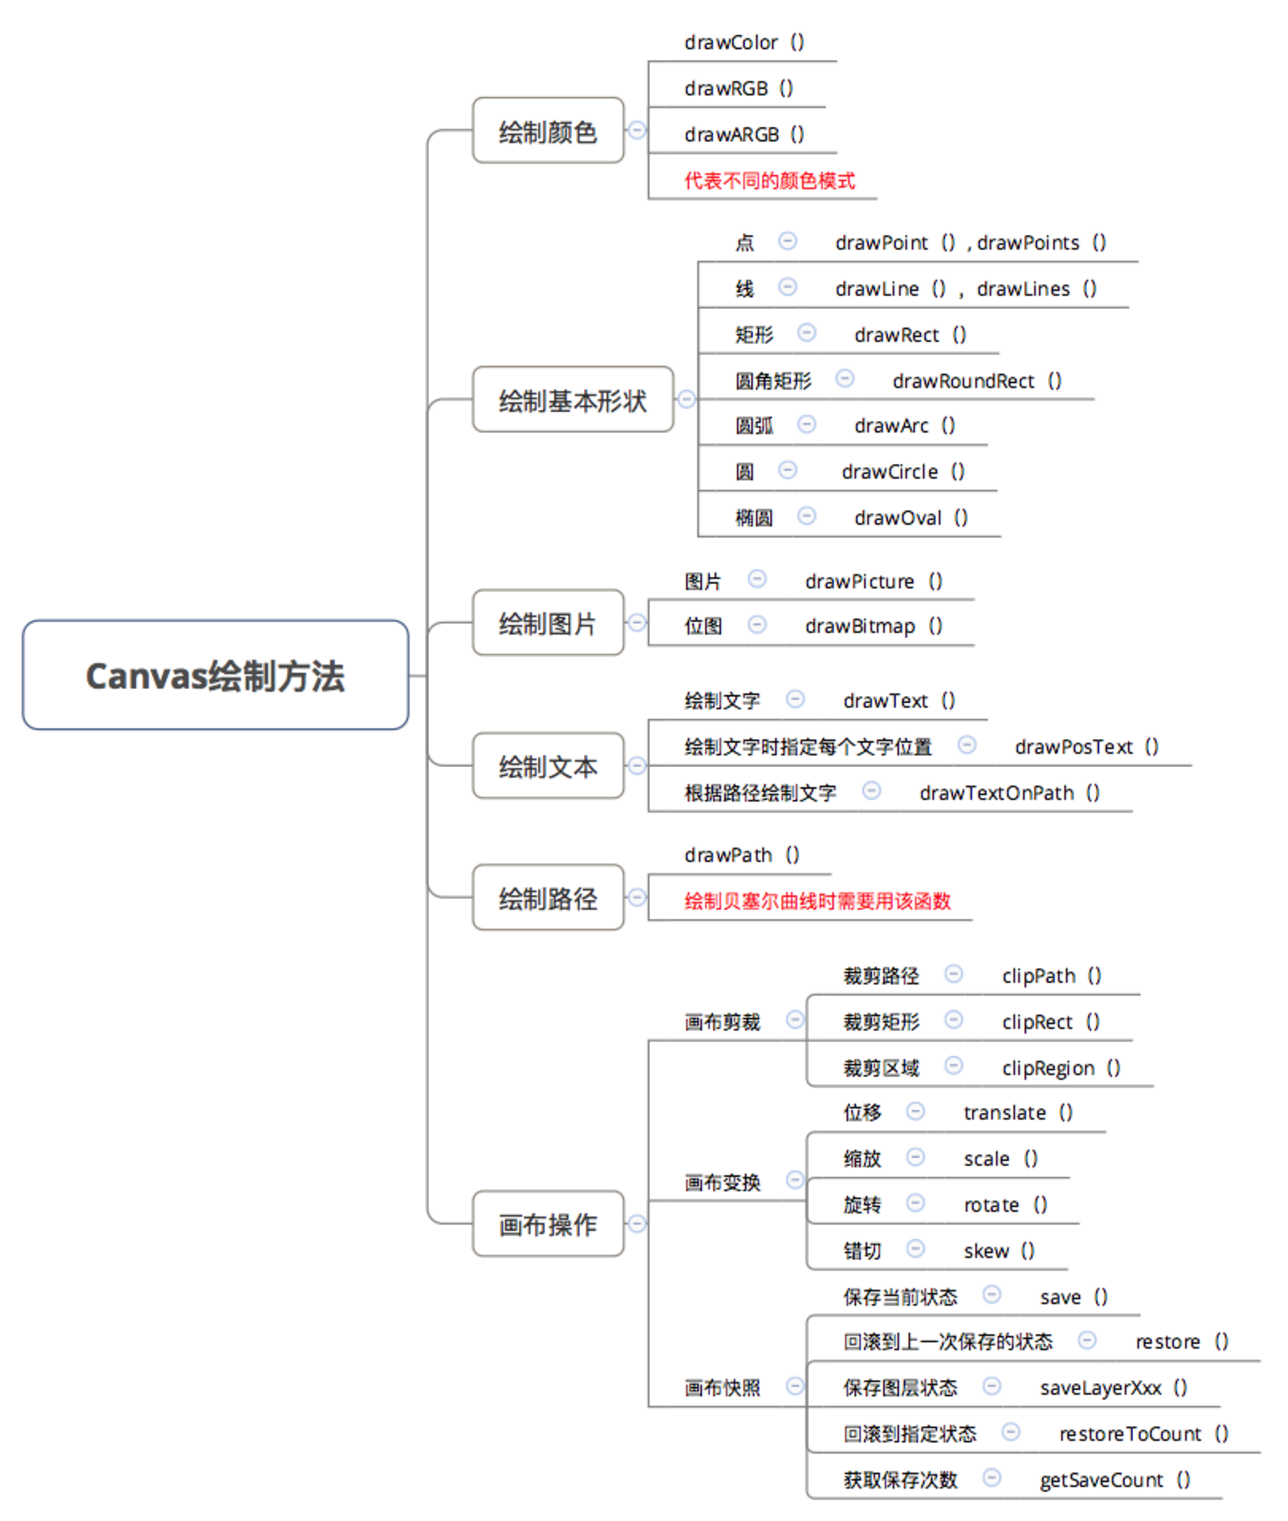 Canvas绘制方法
绘制颜色
drawColor（）
drawRGB（）
drawARGB（）
代表不同的颜色模式
绘制基本形状
点 drawPoint（）, drawPoints（）
线 drawLine（）, drawLines（）
矩形 drawRect（）
圆角矩形 drawRoundRect（）
圆弧 drawArc（）
圆 drawCircle（）
椭圆 drawOval（）
绘制图片
图片 drawPicture（）
位图 drawBitmap（）
绘制文本
绘制文字 drawText（）
绘制文字时指定每个文字位置 drawPosText（）
根据路径绘制文字 drawTextOnPath（）
绘制路径
drawPath（）
绘制贝塞尔曲线时需要用该函数
画布操作
画布剪裁
裁剪路径 clipPath（）
裁剪矩形 clipRect（）
裁剪区域 clipRegion（）
画布变换
位移 translate（）
缩放 scale（）
旋转 rotate（）
错切 skew（）
画布快照
保存当前状态 save（）
回滚到上一次保存的状态 restore（）
保存图层状态 saveLayerXxx（）
回滚到指定状态 restoreToCount（）
获取保存次数 getSaveCount（）